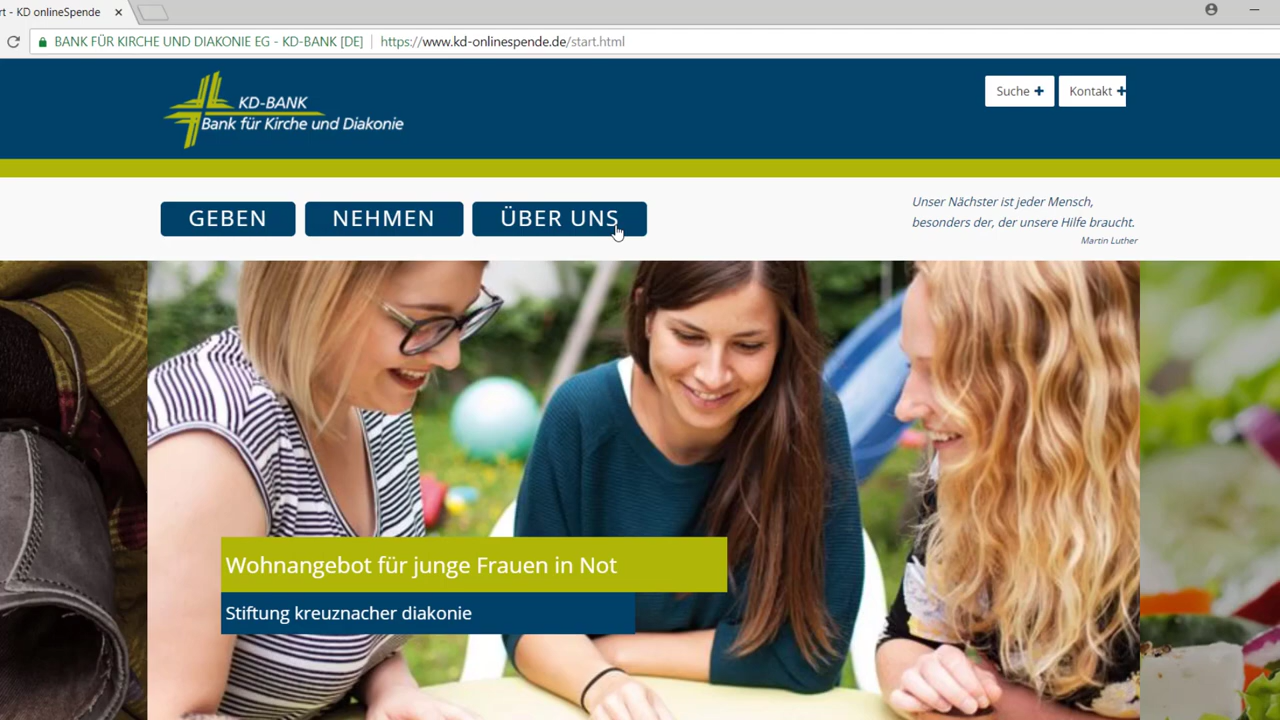 rt - KD onlineSpende
BANK FÜR KIRCHE UND DIAKONIE EG - KD-BANK [DE] https://www.kd-onlinespende.de/start.html
KD-BANK
Bank für Kirche und Diakonie
Suche + Kontakt +
GEBEN NEHMEN ÜBER UNS
Unser Nächster ist jeder Mensch,
besonders der, der unsere Hilfe braucht.
Martin Luther
Wohnangebot für junge Frauen in Not
Stiftung kreuznacher diakonie